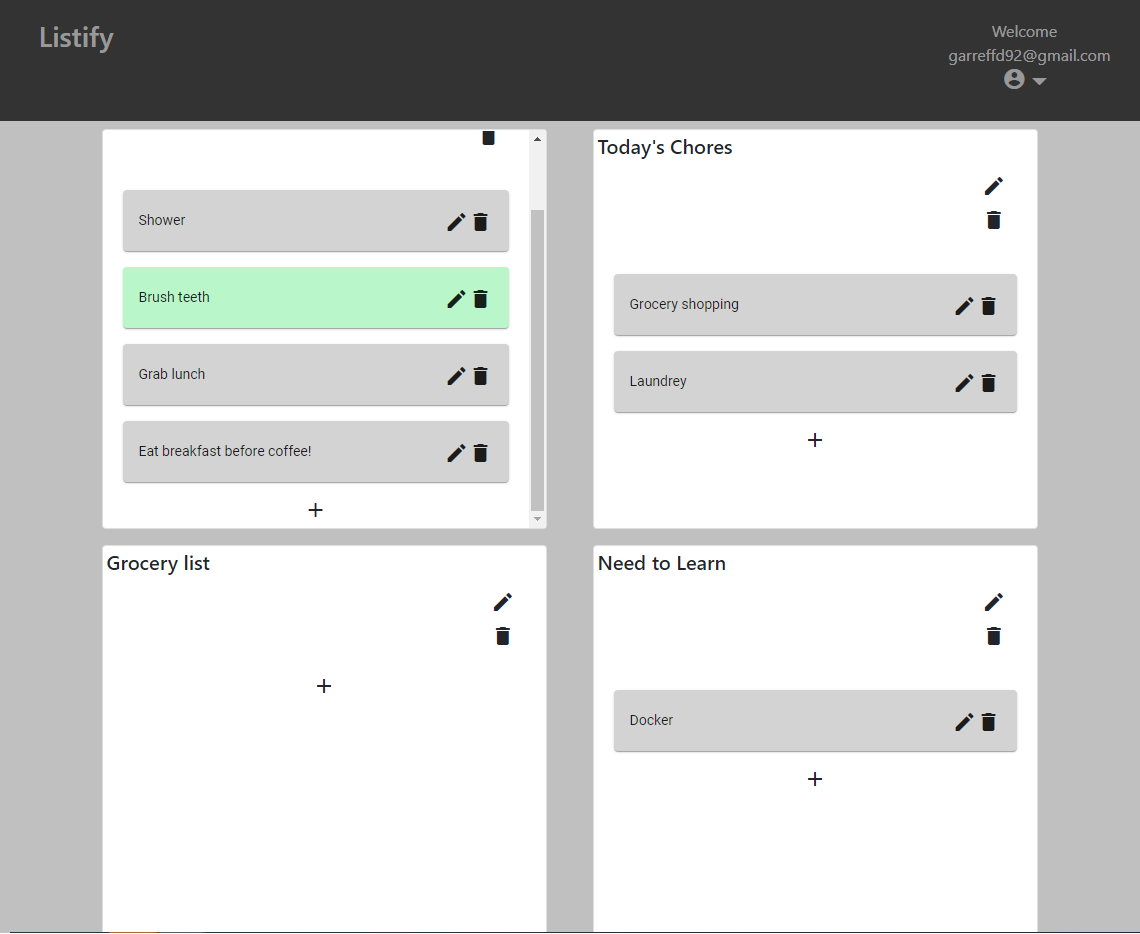 Listify
Welcome
garreffd92@gmail.com
Shower
Brush teeth
Grab lunch
Eat breakfast before coffee!
Today's Chores
Grocery shopping
Laundrey
Grocery list
Need to Learn
Docker